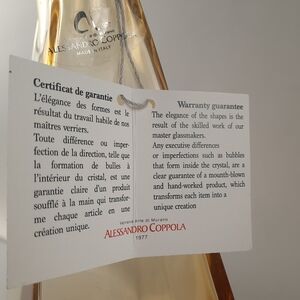 ALESSANDRO COPPOLA
MADE IN ITALY
Certificat de garantie
L'élégance des formes est le
résultat du travail habile de nos
maîtres verriers.
Toute différence ou imper-
fection de la direction, telle que
la formation de bulles à
l'intérieur du cristal, est une
garantie claire d'un produit
soufflé à la main qui transfor-
me chaque article en une
création unique.
Warranty guarantee
The elegance of the shapes is the
result of the skilled work of our
master glasmakers.
Any executive differences
or imperfections such as bubbles
that form inside the crystal, are a
clear guarantee of a mounth-blown
and hand-worked product, which
transforms each item into a
unique creation
Arte di Murano
ALESSANDRO COPPOLA
1977